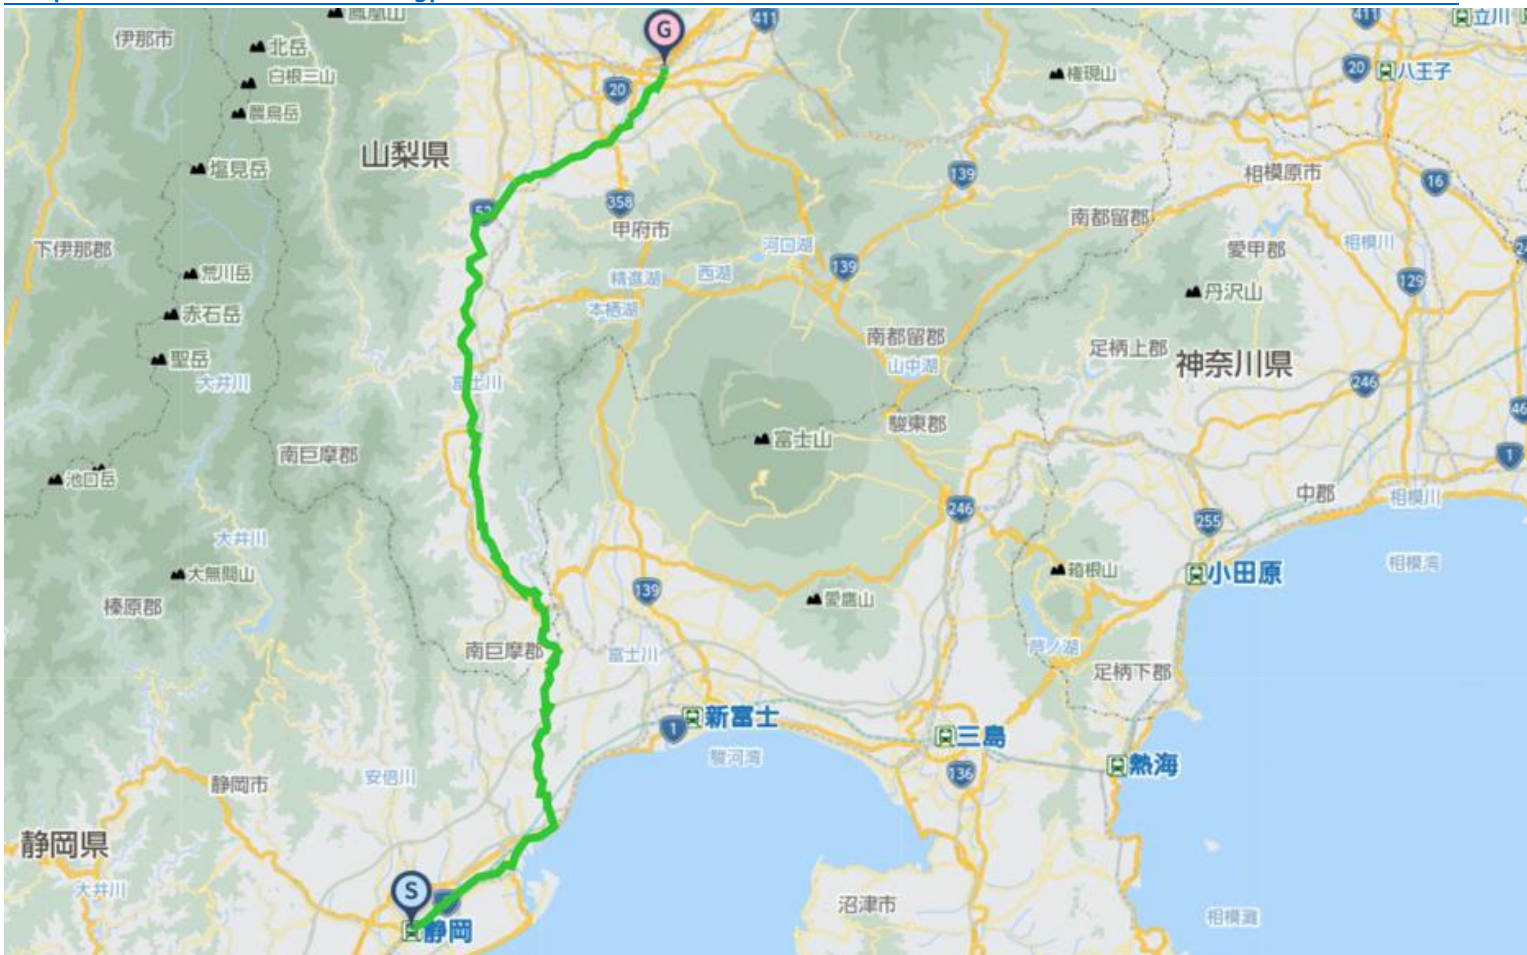 鳳凰山
G
411
411
立川
伊那市
北岳
白根三山
20
権現山
20
八王子
農鳥岳
山梨県
塩見岳
139
相模原市
16
52
358
甲府市
南都留郡
下伊那郡
河口湖
愛甲郡
相模川
荒川岳
精進湖
西湖
139
129
赤石岳
本栖湖
丹沢山
南都留郡
足柄上郡
聖岳
山中湖
神奈川県
大井川
富士川
246
駿東郡
富士山
南巨摩郡
1
池口岳
中郡
相模川
246
255
大井川
相模湾
大無間山
139
箱根山
小田原
榛原郡
愛鷹山
南巨摩郡
富士川
芦ノ湖
足柄下郡
新富士
1
三島
駿河湾
熱海
136
静岡市
安倍川
静岡県
S
大井川
沼津市
相模灘
静岡